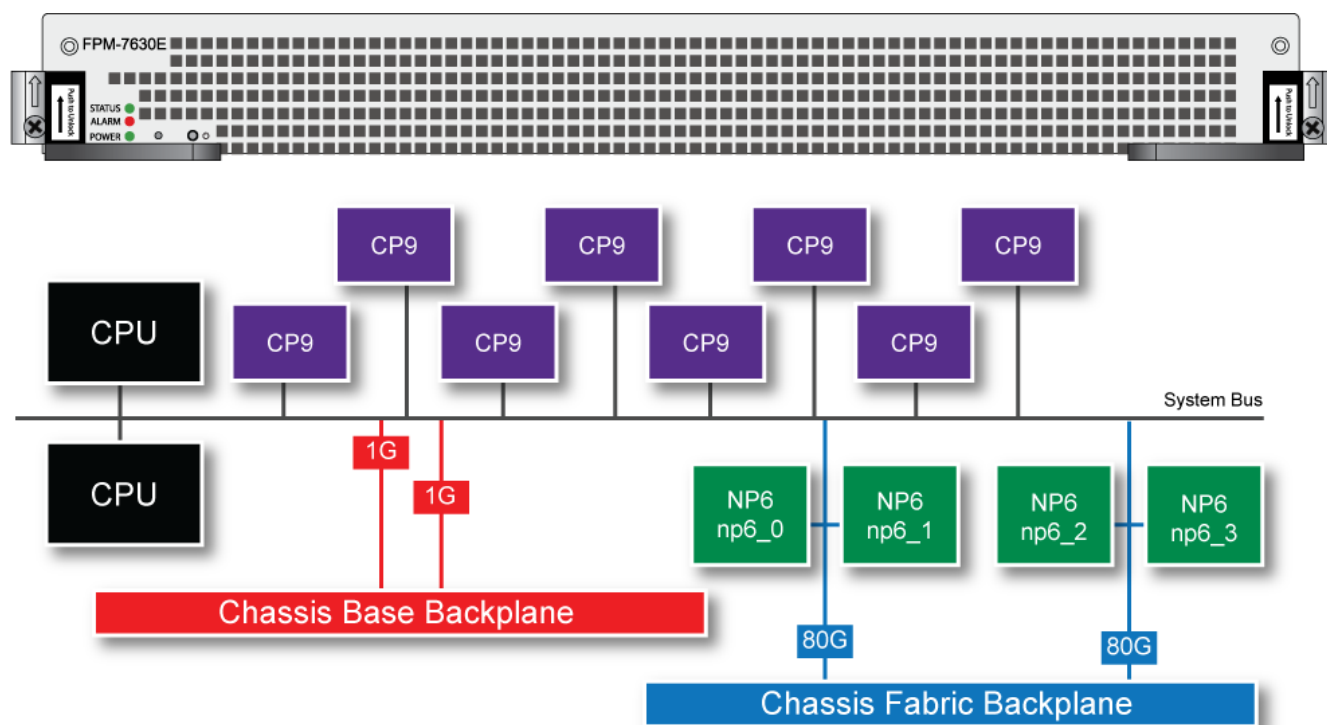 FPM-7630E
Push to Unlock
STATUS
ALARM
POWER
Push to Unlock
CP9 CP9 CP9 CP9
CPU
CP9 CP9 CP9 CP9
System Bus
1G
CPU
1G
NP6
np6_0
NP6
np6_1
NP6
np6_2
NP6
np6_3
Chassis Base Backplane
80G 80G
Chassis Fabric Backplane